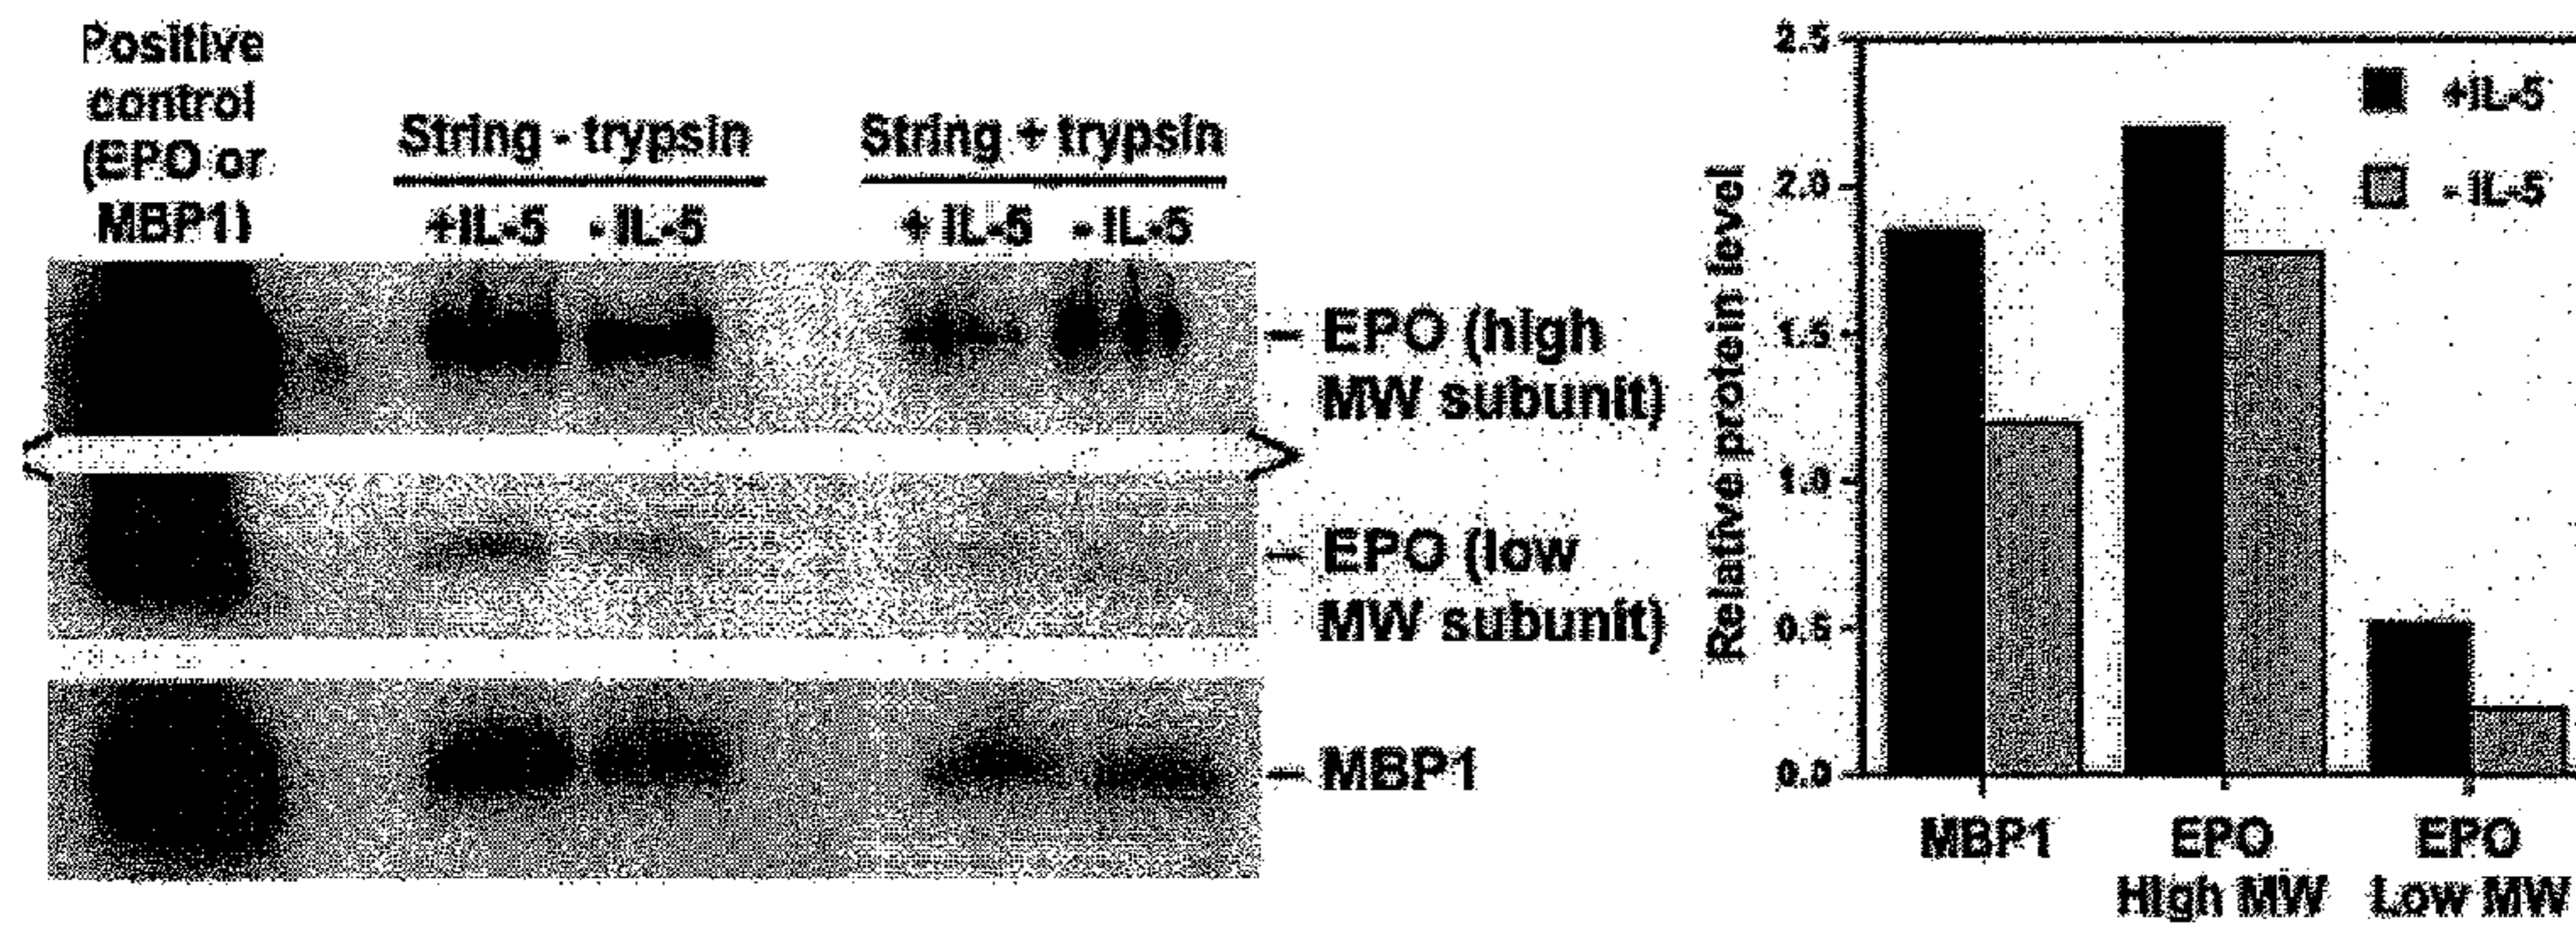 Positive
control
(EPO or
MBP1)
String - trypsin
String + trypsin
+IL-5
- IL-5
+ IL-5
- IL-5
EPO (high
MW subunit)
EPO (low
MW subunit)
MBP1
Relative protein level
2.5
2.0
1.5
1.0
0.5
0.0
+IL-5
- IL-5
MBP1
EPO
High MW
EPO
Low MW